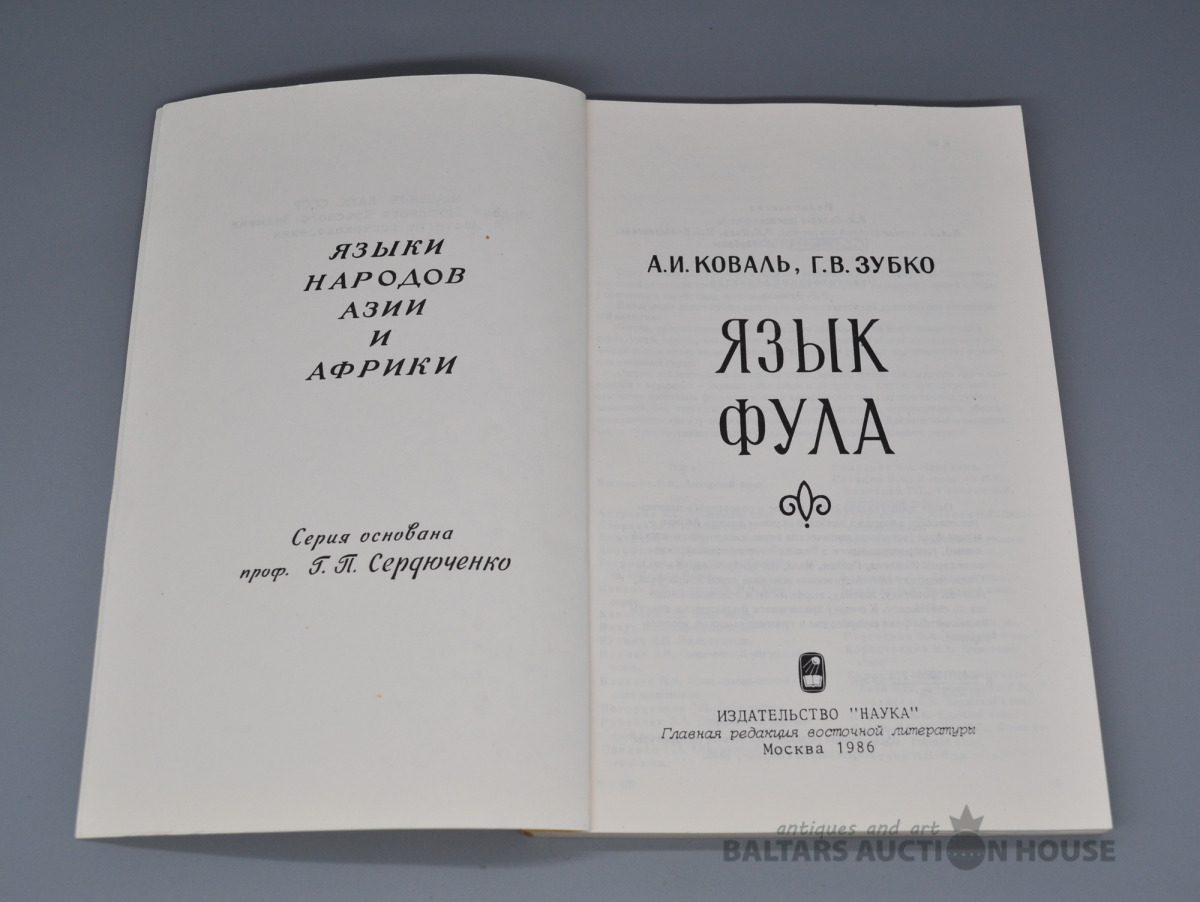 ЯЗЫКИ
НАРОДОВ
АЗИИ
И
АФРИКИ
Серия основана
проф. Г. П. Сердюченко
А.И. КОВАЛЬ, Г.В. ЗУБКО
ЯЗЫК
ФУЛА
ИЗДАТЕЛЬСТВО "НАУКА"
Главная редакция восточной литературы
Москва 1986
antiques and art
BALTARS AUCTION HOUSE